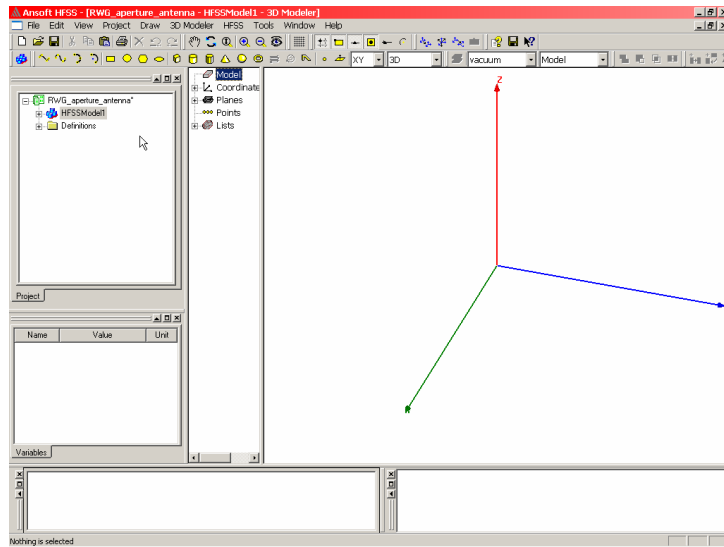 Ansoft HFSS - [RWG_aperture_antenna - HFSSModel1 - 3D Modeler]
File Edit View Project Draw 3D Modeler HFSS Tools Window Help
XY 3D vacuum Model
Model
Coordinate
Planes
Points
Lists
RWG_aperture_antenna*
HFSSModel1
Definitions
Z
Project
Name Value Unit
Variables
Nothing is selected